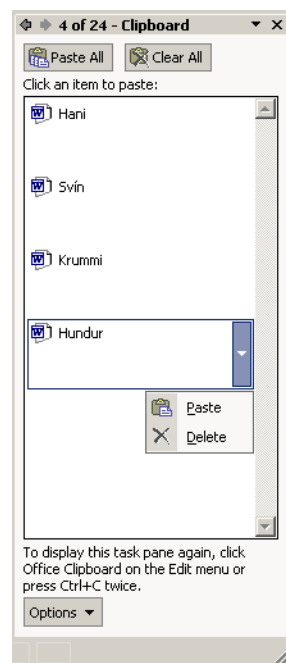 4 of 24 - Clipboard
Paste All Clear All
Click an item to paste:
Hani
Svín
Krummi
Hundur
Paste
Delete
To display this task pane again, click
Office Clipboard on the Edit menu or
press Ctrl+C twice.
Options